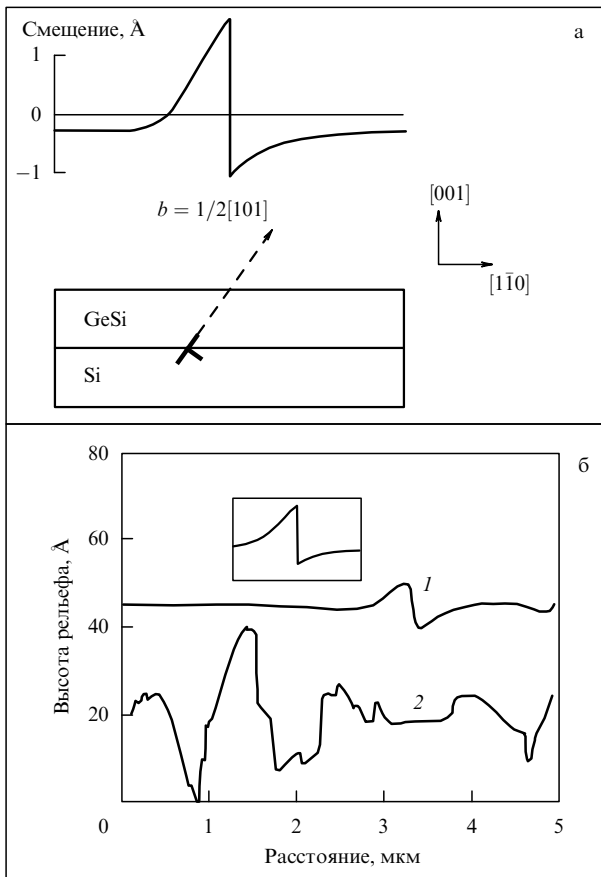 Смещение, Å
а
1
0
−1
b = 1/2[101]
[001]
[11̄0]
GeSi
Si
б
80
60
40
20
0
1
2
1
2
3
4
5
Высота рельефа, Å
Расстояние, мкм